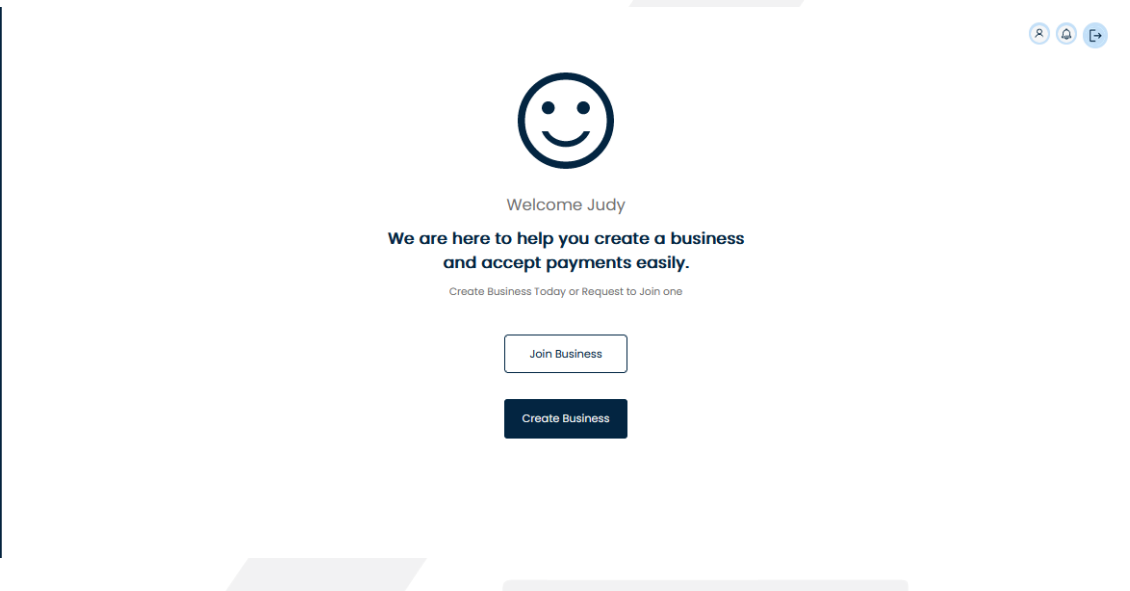 Welcome Judy
We are here to help you create a business
and accept payments easily.
Create Business Today or Request to Join one
Join Business
Create Business